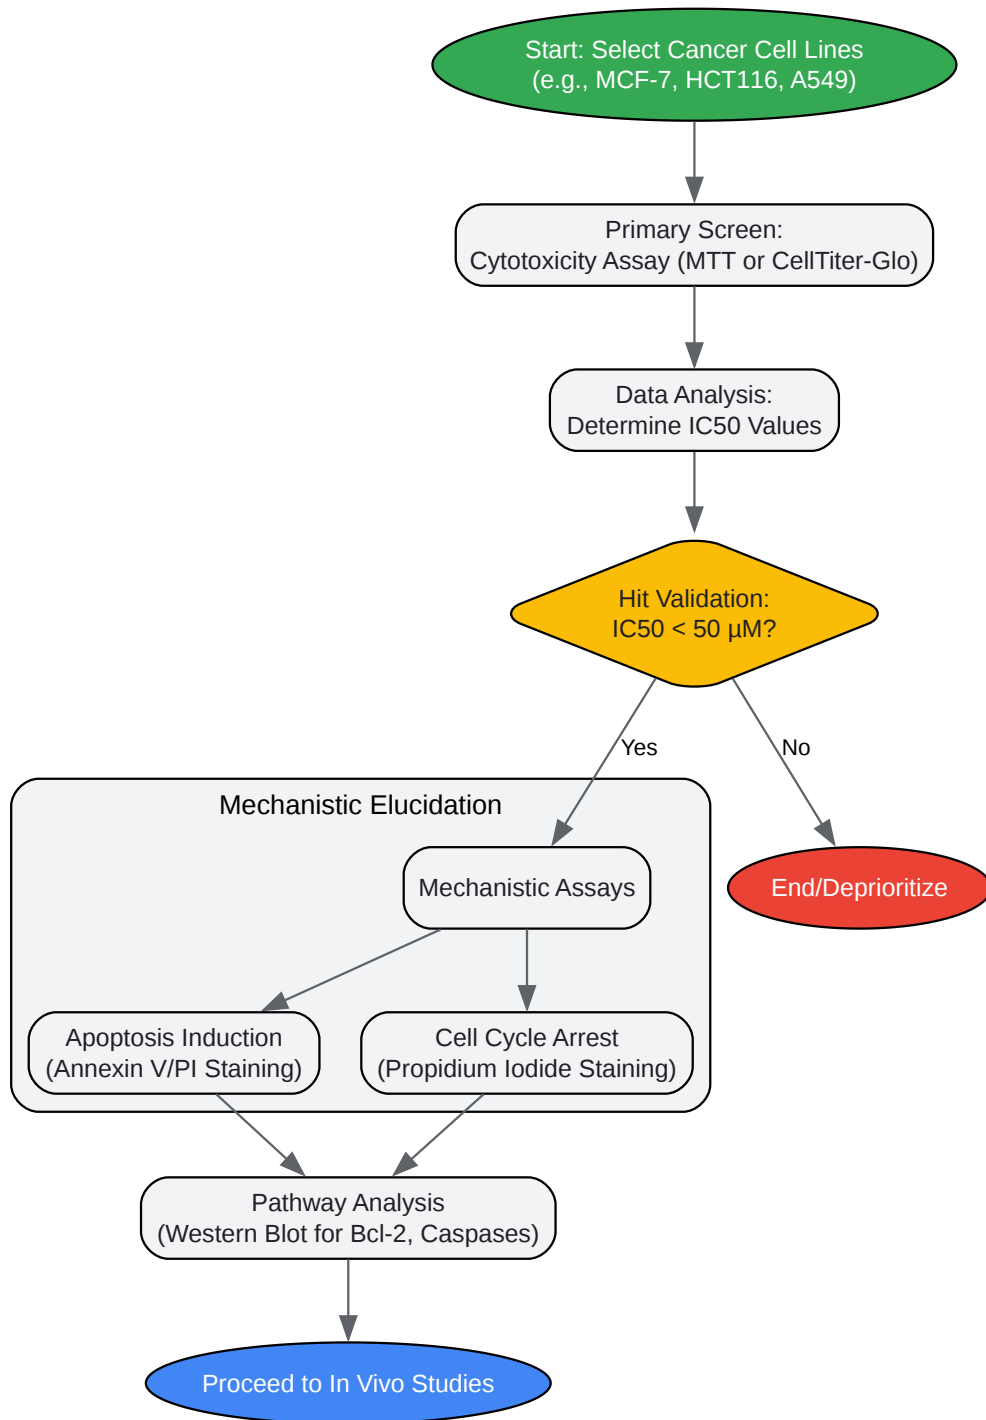 Start: Select Cancer Cell Lines
(e.g., MCF-7, HCT116, A549)
Primary Screen:
Cytotoxicity Assay (MTT or CellTiter-Glo)
Data Analysis:
Determine IC50 Values
Hit Validation:
IC50 < 50 µM?
Yes
No
Mechanistic Elucidation
Mechanistic Assays
End/Deprioritize
Apoptosis Induction
(Annexin V/PI Staining)
Cell Cycle Arrest
(Propidium Iodide Staining)
Pathway Analysis
(Western Blot for Bcl-2, Caspases)
Proceed to In Vivo Studies